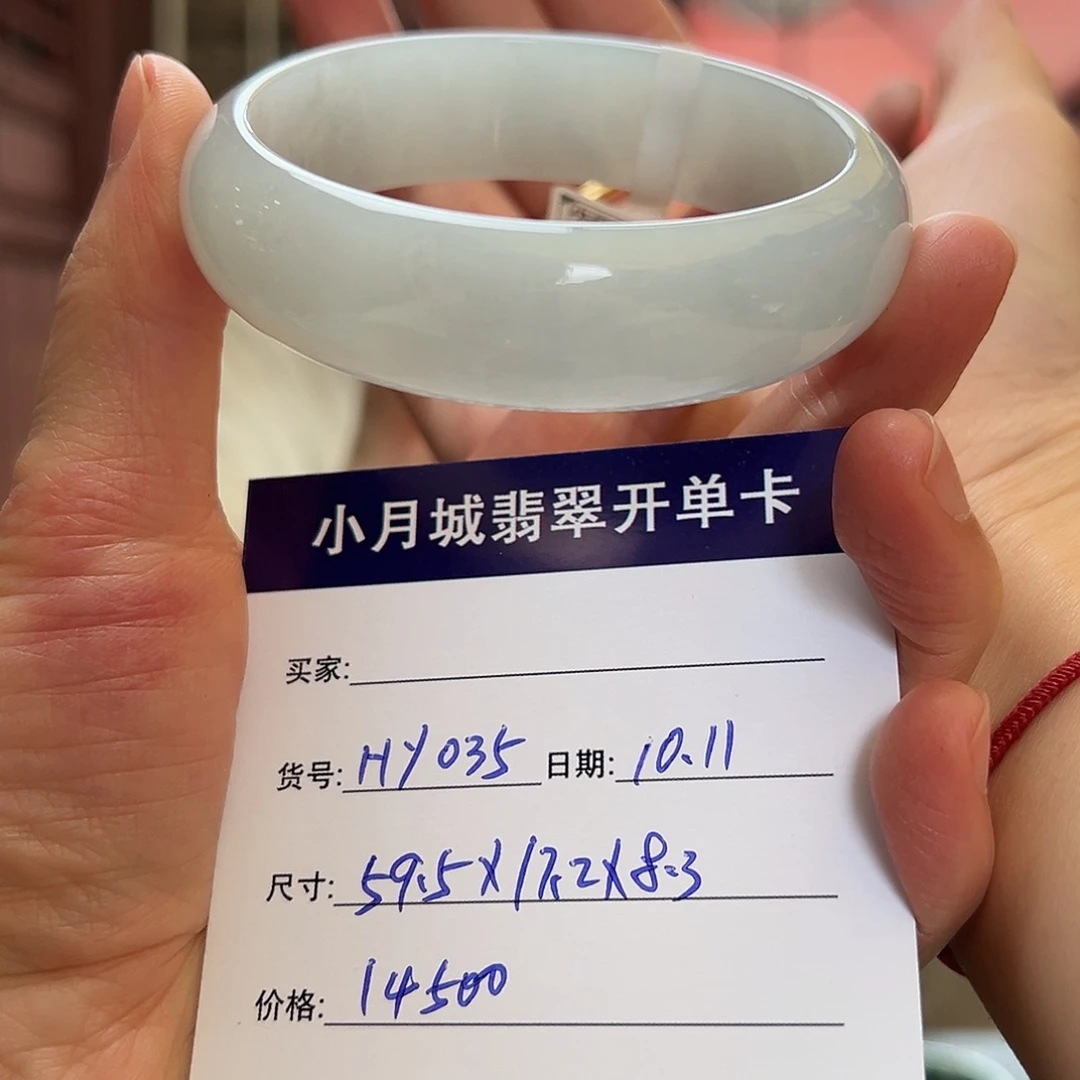 小月城翡翠开单卡
买家:
货号: HY035 日期: 10.11
尺寸: 59.5X17.2X8.3
价格: 14500